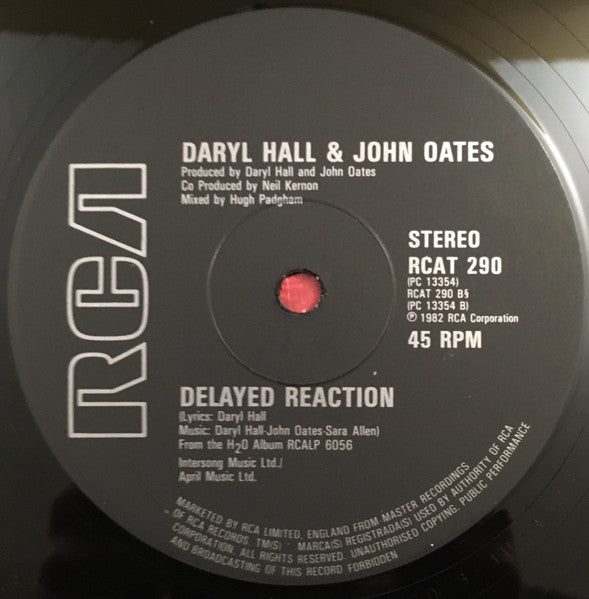 RCA
DARYL HALL & JOHN OATES
Produced by Daryl Hall and John Oates
Co Produced by Neil Kernon
Mixed by Hugh Padgham
STEREO
RCAT 290
(PC 13354)
RCAT 290 B§
(PC 13354 B)
℗ 1982 RCA Corporation
45 RPM
DELAYED REACTION
(Lyrics: Daryl Hall
Music: Daryl Hall-John Oates-Sara Allen)
From the H₂O Album RCALP 6056
Intersong Music Ltd./
April Music Ltd.
MARKETED BY RCA LIMITED, ENGLAND FROM MASTER RECORDINGS
OF RCA RECORDS. TM(S) · MARCA(S) REGISTRADA(S) USED BY AUTHORITY OF RCA
CORPORATION. ALL RIGHTS RESERVED. UNAUTHORISED COPYING, PUBLIC PERFORMANCE
AND BROADCASTING OF THIS RECORD FORBIDDEN